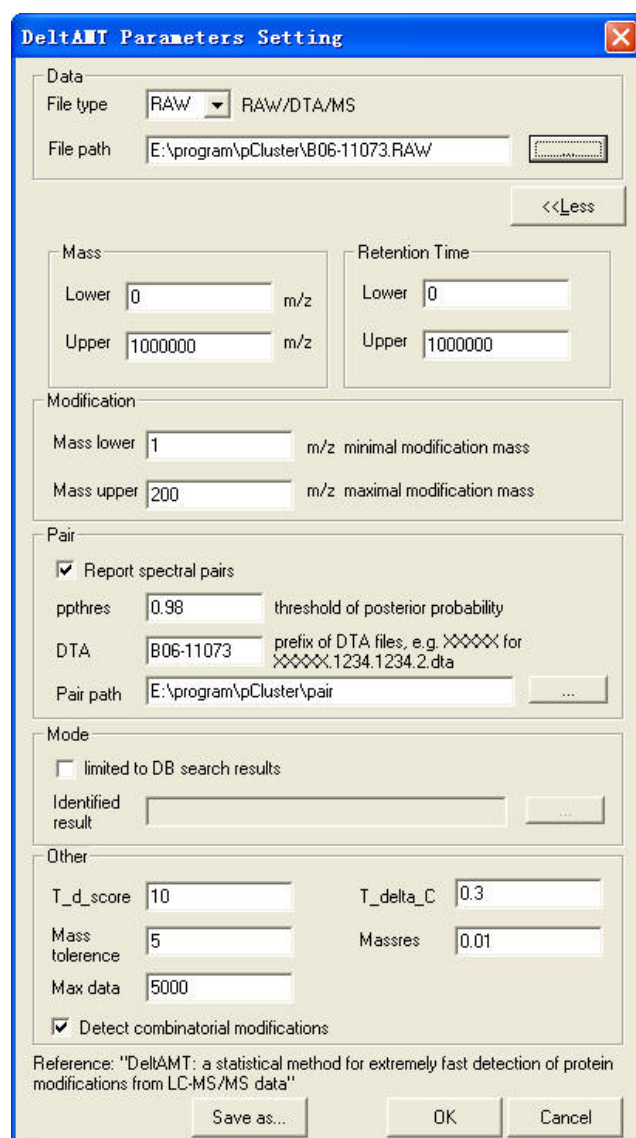 DeltAMT Parameters Setting
Data
File type RAW RAW/DTA/MS
File path E:\program\pCluster\B06-11073.RAW ...
<<Less
Mass
Lower 0 m/z
Upper 1000000 m/z
Retention Time
Lower 0
Upper 1000000
Modification
Mass lower 1 m/z minimal modification mass
Mass upper 200 m/z maximal modification mass
Pair
Report spectral pairs
ppthres 0.98 threshold of posterior probability
DTA B06-11073 prefix of DTA files, e.g. XXXXX for
XXXXX.1234.1234.2.dta
Pair path E:\program\pCluster\pair ...
Mode
limited to DB search results
Identified
result ...
Other
T_d_score 10 T_delta_C 0.3
Mass
tolerence 5 Massres 0.01
Max data 5000
Detect combinatorial modifications
Reference: "DeltAMT: a statistical method for extremely fast detection of protein
modifications from LC-MS/MS data"
Save as... OK Cancel